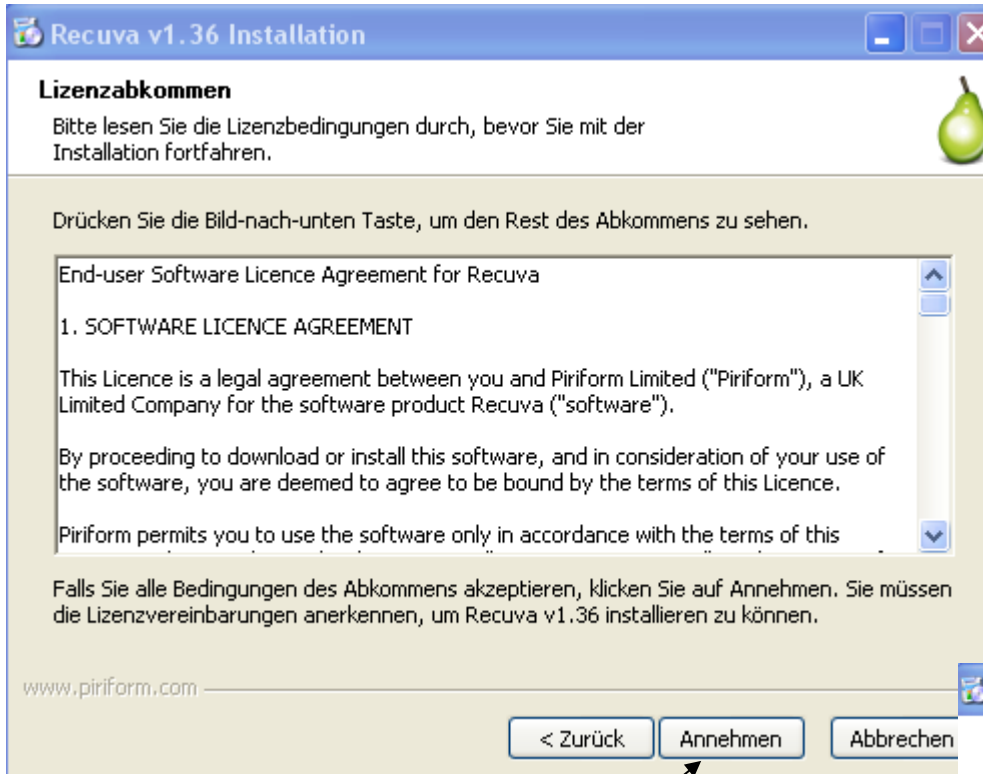 Recuva v1.36 Installation
Lizenzabkommen
Bitte lesen Sie die Lizenzbedingungen durch, bevor Sie mit der
Installation fortfahren.
Drücken Sie die Bild-nach-unten Taste, um den Rest des Abkommens zu sehen.
End-user Software Licence Agreement for Recuva
1. SOFTWARE LICENCE AGREEMENT
This Licence is a legal agreement between you and Piriform Limited ("Piriform"), a UK
Limited Company for the software product Recuva ("software").
By proceeding to download or install this software, and in consideration of your use of
the software, you are deemed to agree to be bound by the terms of this Licence.
Piriform permits you to use the software only in accordance with the terms of this
Falls Sie alle Bedingungen des Abkommens akzeptieren, klicken Sie auf Annehmen. Sie müssen
die Lizenzvereinbarungen anerkennen, um Recuva v1.36 installieren zu können.
www.piriform.com
< Zurück Annehmen Abbrechen